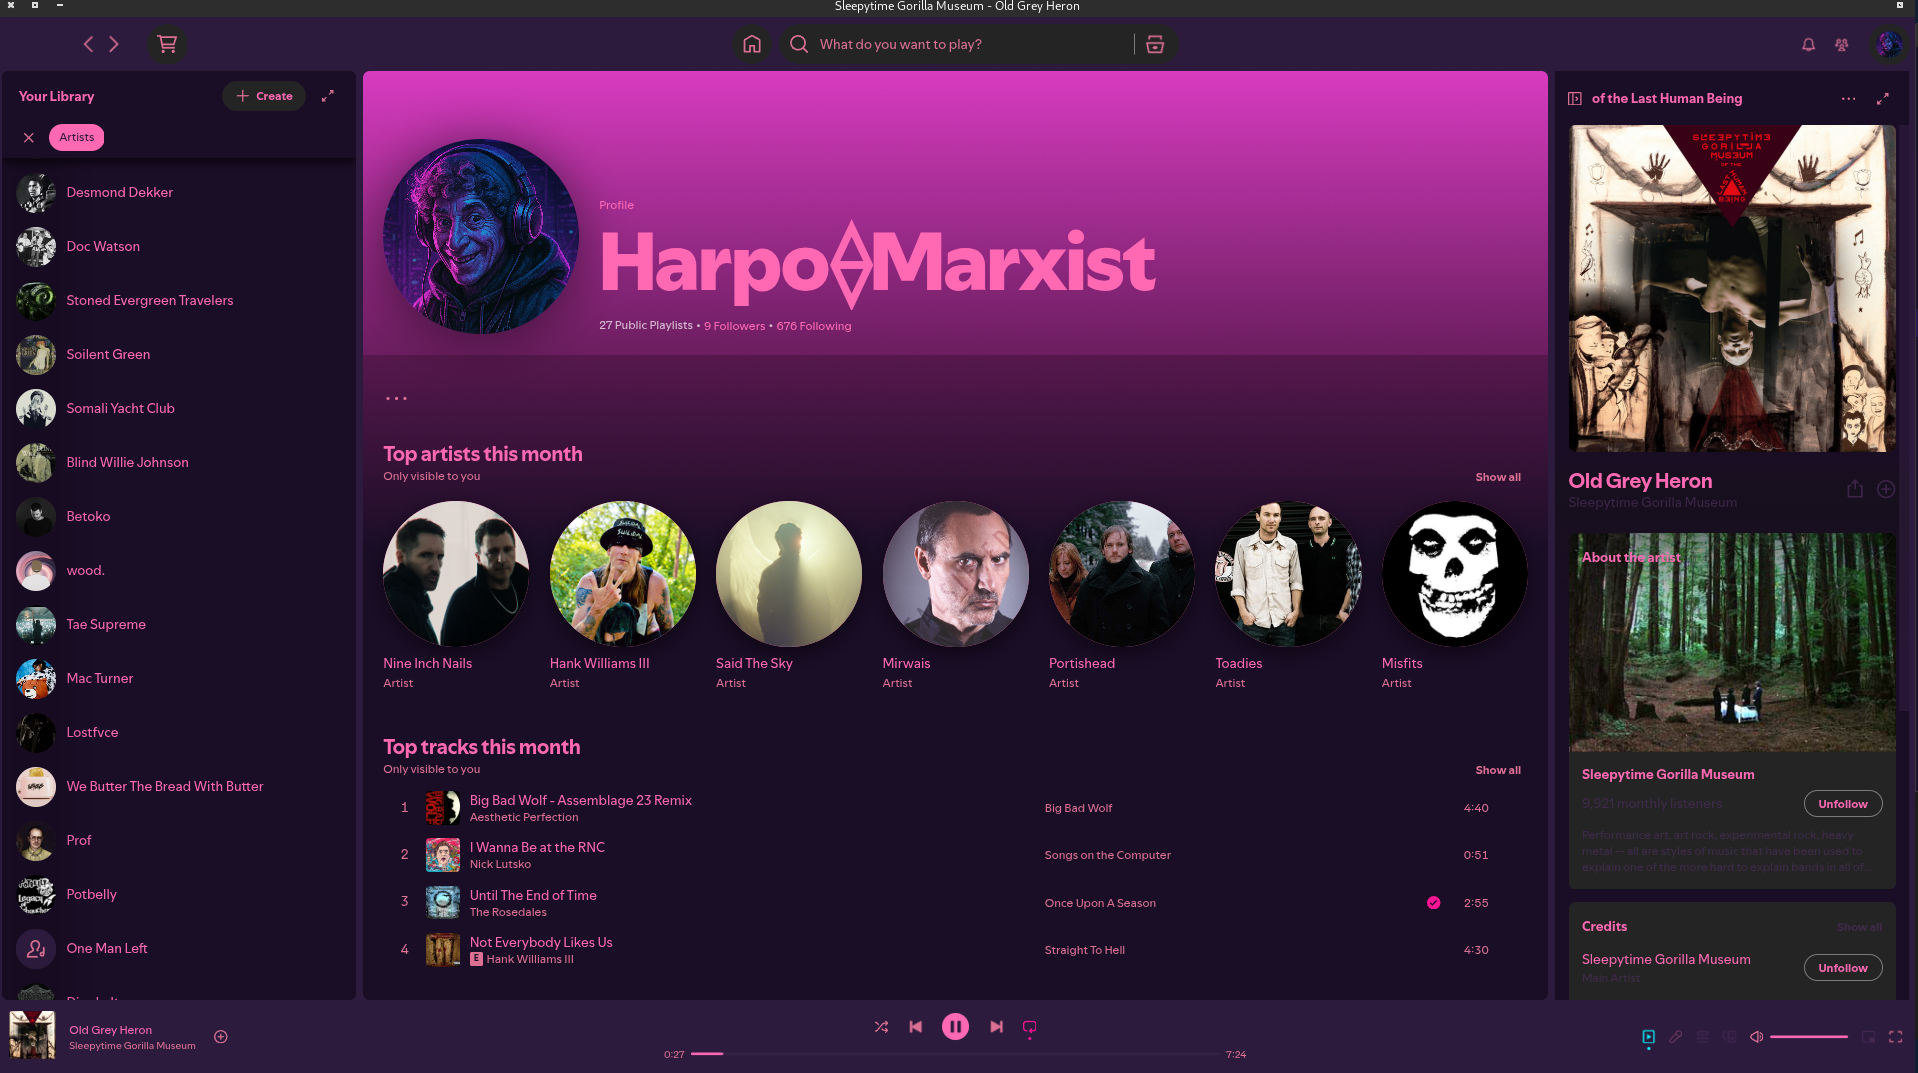 Sleepytime Gorilla Museum - Old Grey Heron
What do you want to play?
Your Library
Create
Artists
Desmond Dekker
Doc Watson
Stoned Evergreen Travelers
Soilent Green
Somali Yacht Club
Blind Willie Johnson
Betoko
wood.
Tae Supreme
Mac Turner
Lostfvce
We Butter The Bread With Butter
Prof
Potbelly
One Man Left
Profile
Harpo⟠Marxist
27 Public Playlists • 9 Followers • 676 Following
Top artists this month
Only visible to you
Show all
Nine Inch Nails
Artist
Hank Williams III
Artist
Said The Sky
Artist
Mirwais
Artist
Portishead
Artist
Toadies
Artist
Misfits
Artist
Top tracks this month
Only visible to you
Show all
1
Big Bad Wolf - Assemblage 23 Remix
Aesthetic Perfection
Big Bad Wolf
4:40
2
I Wanna Be at the RNC
Nick Lutsko
Songs on the Computer
0:51
3
Until The End of Time
The Rosedales
Once Upon A Season
2:55
4
Not Everybody Likes Us
E Hank Williams III
Straight To Hell
4:30
of the Last Human Being
SLEEPYTIME
GORILLA
MUSEUM
OF THE
LAST HUMAN
BEING
Old Grey Heron
Sleepytime Gorilla Museum
About the artist
Sleepytime Gorilla Museum
9,921 monthly listeners
Unfollow
Performance art, art rock, experimental rock, heavy
metal -- all are styles of music that have been used to
explain one of the more hard to explain bands in all of...
Credits
Show all
Sleepytime Gorilla Museum
Main Artist
Unfollow
Old Grey Heron
Sleepytime Gorilla Museum
0:27
7:24